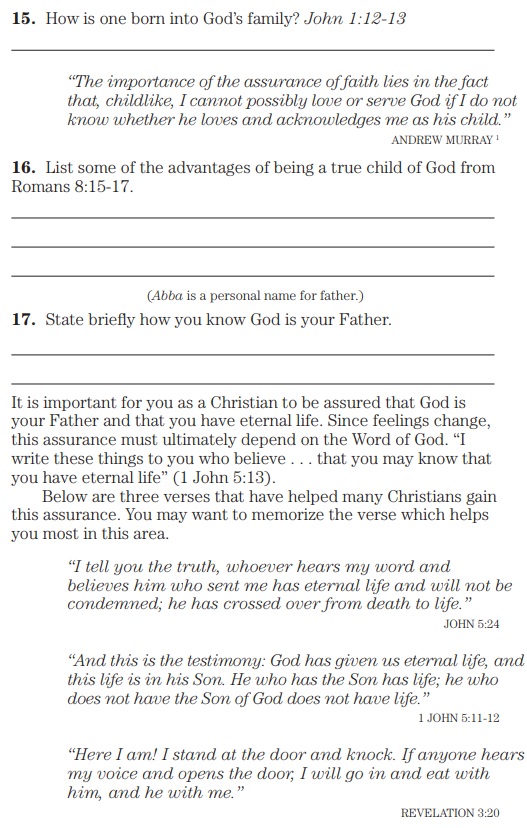 15. How is one born into God’s family? John 1:12-13
“The importance of the assurance of faith lies in the fact
that, childlike, I cannot possibly love or serve God if I do not
know whether he loves and acknowledges me as his child.”
ANDREW MURRAY 1
16. List some of the advantages of being a true child of God from
Romans 8:15-17.
(Abba is a personal name for father.)
17. State briefly how you know God is your Father.
It is important for you as a Christian to be assured that God is
your Father and that you have eternal life. Since feelings change,
this assurance must ultimately depend on the Word of God. “I
write these things to you who believe . . . that you may know that
you have eternal life” (1 John 5:13).
Below are three verses that have helped many Christians gain
this assurance. You may want to memorize the verse which helps
you most in this area.
“I tell you the truth, whoever hears my word and
believes him who sent me has eternal life and will not be
condemned; he has crossed over from death to life.”
JOHN 5:24
“And this is the testimony: God has given us eternal life, and
this life is in his Son. He who has the Son has life; he who
does not have the Son of God does not have life.”
1 JOHN 5:11-12
“Here I am! I stand at the door and knock. If anyone hears
my voice and opens the door, I will go in and eat with
him, and he with me.”
REVELATION 3:20